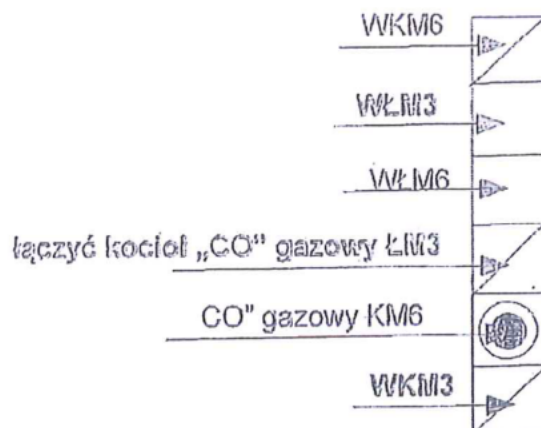 WKM6
WŁM3
WŁM6
łączyć kocioł „CO” gazowy ŁM3
CO” gazowy KM6
WKM3